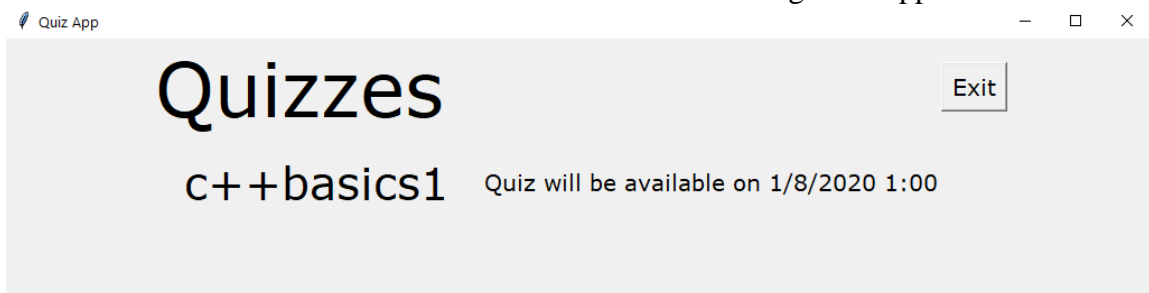 Quiz App
Quizzes
Exit
c++basics1
Quiz will be available on 1/8/2020 1:00